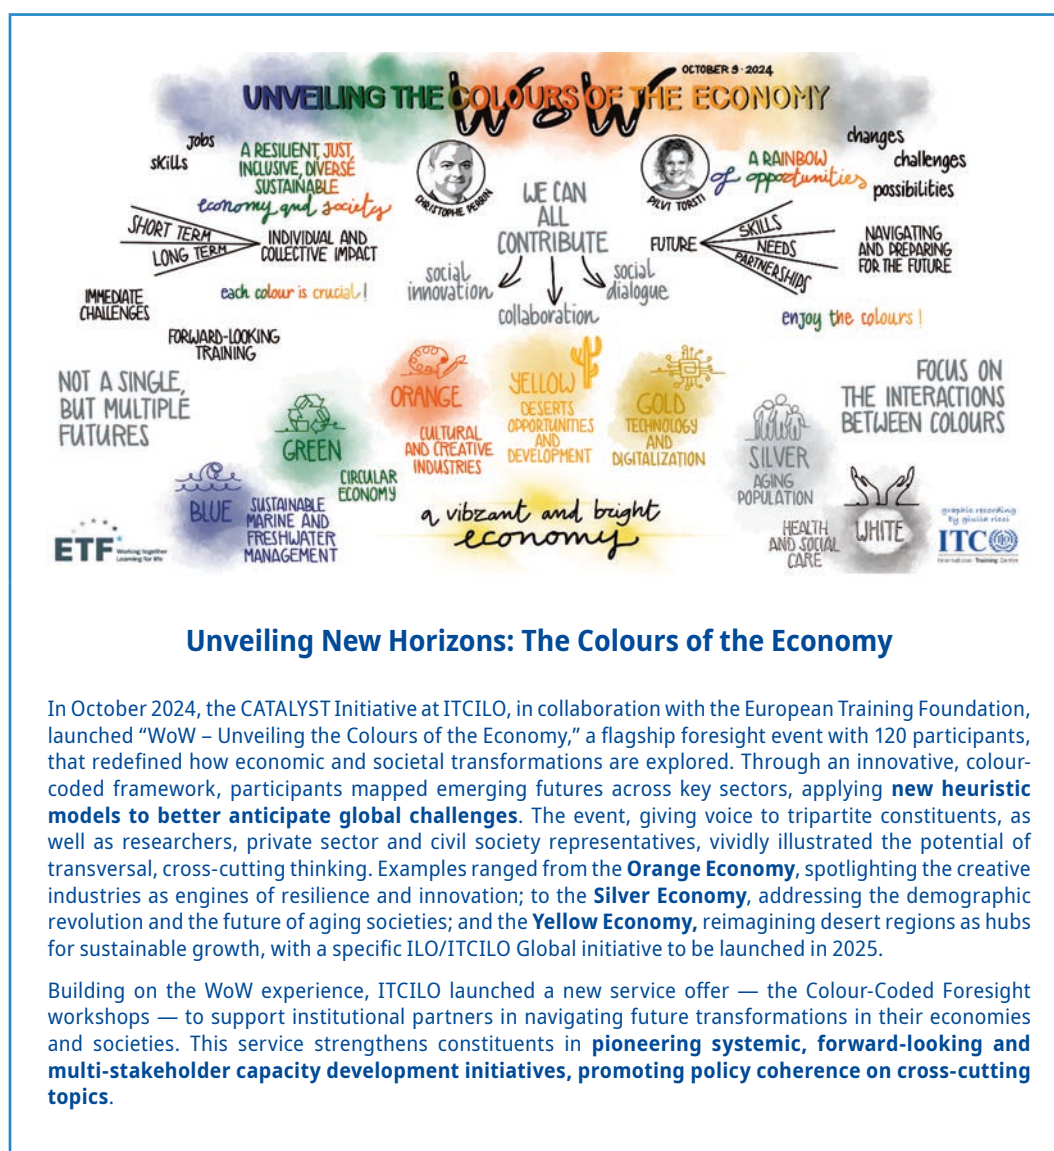 OCTOBER 9 · 2024
UNVEILING THE COLOURS OF THE ECONOMY
WoW
jobs
skills
A RESILIENT, JUST,
INCLUSIVE, DIVERSE
SUSTAINABLE
economy and society
CHRISTOPHE PERRIN
WE CAN
ALL
CONTRIBUTE
social
innovation
collaboration
social
dialogue
PILVI TORSTI
A RAINBOW
of opportunities
changes
challenges
possibilities
SHORT TERM
LONG TERM
INDIVIDUAL AND
COLLECTIVE IMPACT
FUTURE
SKILLS
NEEDS
PARTNERSHIPS
NAVIGATING
AND PREPARING
FOR THE FUTURE
IMMEDIATE
CHALLENGES
each colour is crucial!
enjoy the colours!
FORWARD-LOOKING
TRAINING
NOT A SINGLE,
BUT MULTIPLE
FUTURES
FOCUS ON
THE INTERACTIONS
BETWEEN COLOURS
BLUE
SUSTAINABLE
MARINE AND
FRESHWATER
MANAGEMENT
GREEN
CIRCULAR
ECONOMY
ORANGE
CULTURAL
AND CREATIVE
INDUSTRIES
YELLOW
DESERTS
OPPORTUNITIES
AND
DEVELOPMENT
GOLD
TECHNOLOGY
AND
DIGITALIZATION
SILVER
AGING
POPULATION
WHITE
HEALTH
AND SOCIAL
CARE
a vibrant and bright
economy
ETF
Working together
Learning for life
graphic recording
by giulia ricci
ITC ILO
International Training Centre
Unveiling New Horizons: The Colours of the Economy
In October 2024, the CATALYST Initiative at ITCILO, in collaboration with the European Training Foundation,
launched “WoW – Unveiling the Colours of the Economy,” a flagship foresight event with 120 participants,
that redefined how economic and societal transformations are explored. Through an innovative, colour-
coded framework, participants mapped emerging futures across key sectors, applying new heuristic
models to better anticipate global challenges. The event, giving voice to tripartite constituents, as
well as researchers, private sector and civil society representatives, vividly illustrated the potential of
transversal, cross-cutting thinking. Examples ranged from the Orange Economy, spotlighting the creative
industries as engines of resilience and innovation; to the Silver Economy, addressing the demographic
revolution and the future of aging societies; and the Yellow Economy, reimagining desert regions as hubs
for sustainable growth, with a specific ILO/ITCILO Global initiative to be launched in 2025.
Building on the WoW experience, ITCILO launched a new service offer — the Colour-Coded Foresight
workshops — to support institutional partners in navigating future transformations in their economies
and societies. This service strengthens constituents in pioneering systemic, forward-looking and
multi-stakeholder capacity development initiatives, promoting policy coherence on cross-cutting
topics.